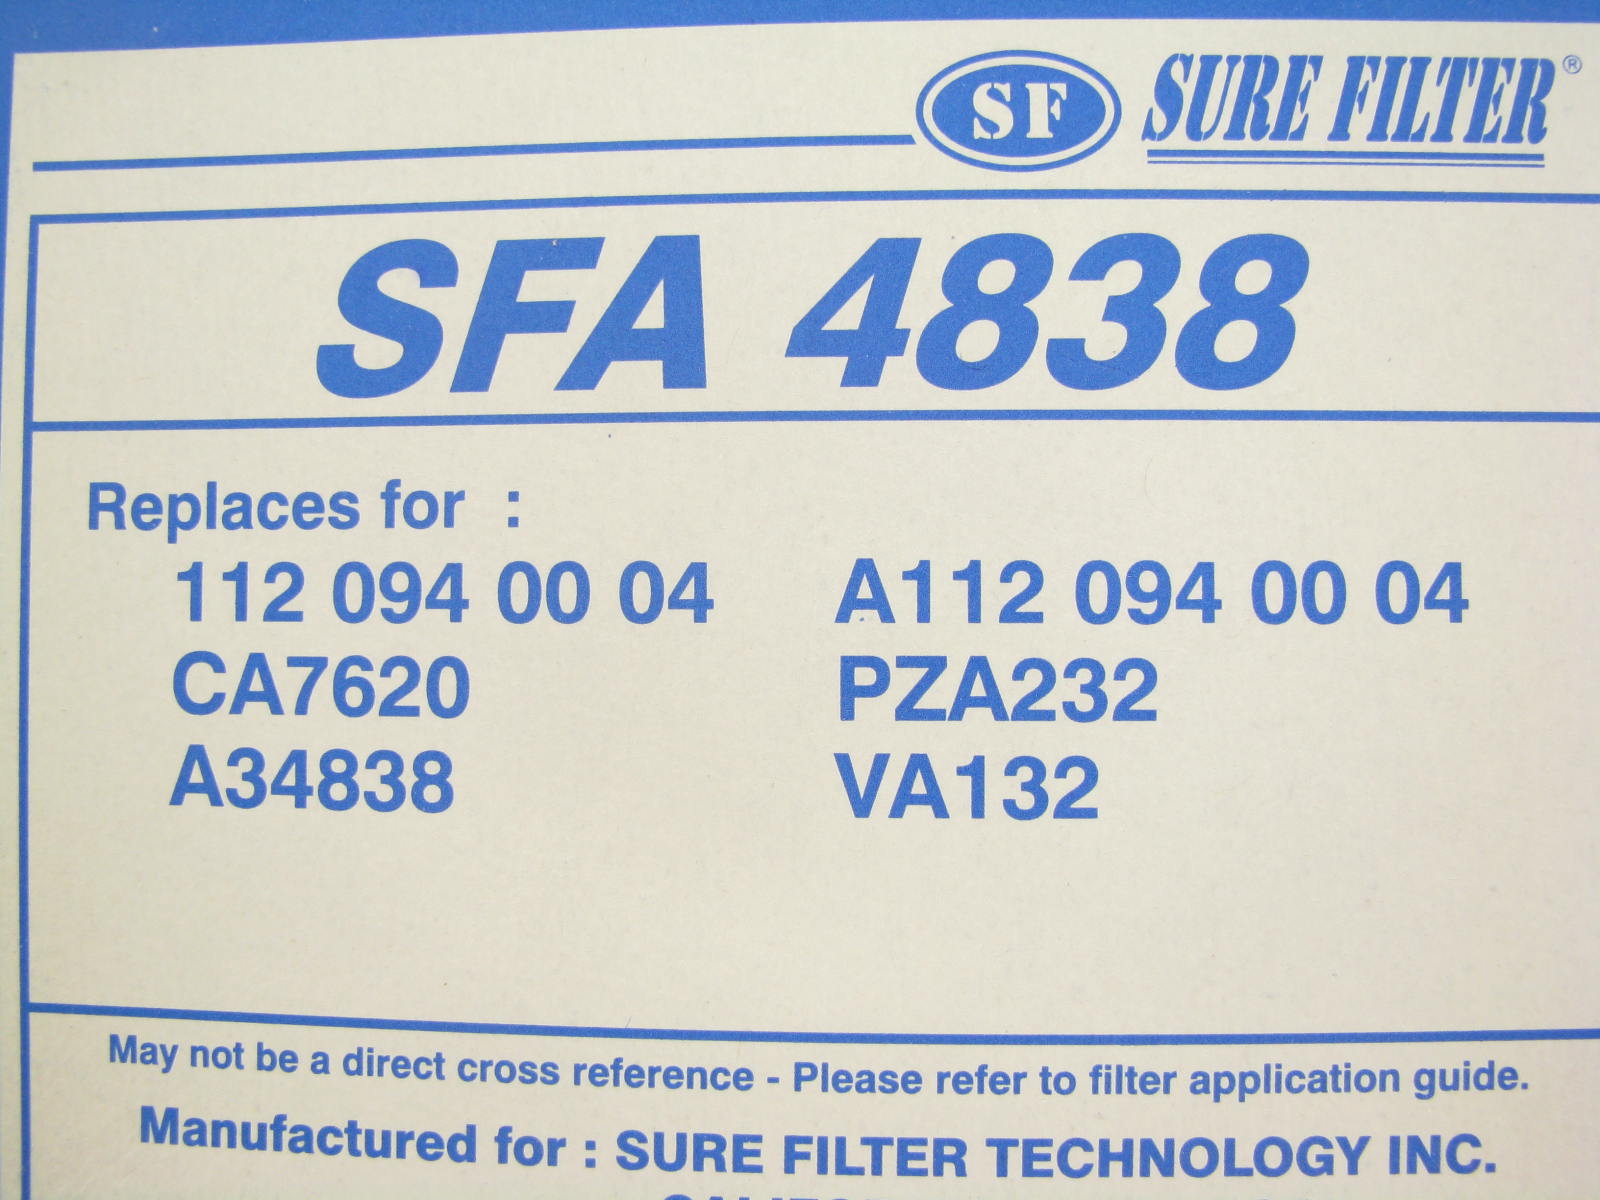 SF SURE FILTER®
SFA 4838
Replaces for :
112 094 00 04 A112 094 00 04
CA7620 PZA232
A34838 VA132
May not be a direct cross reference - Please refer to filter application guide.
Manufactured for : SURE FILTER TECHNOLOGY INC.